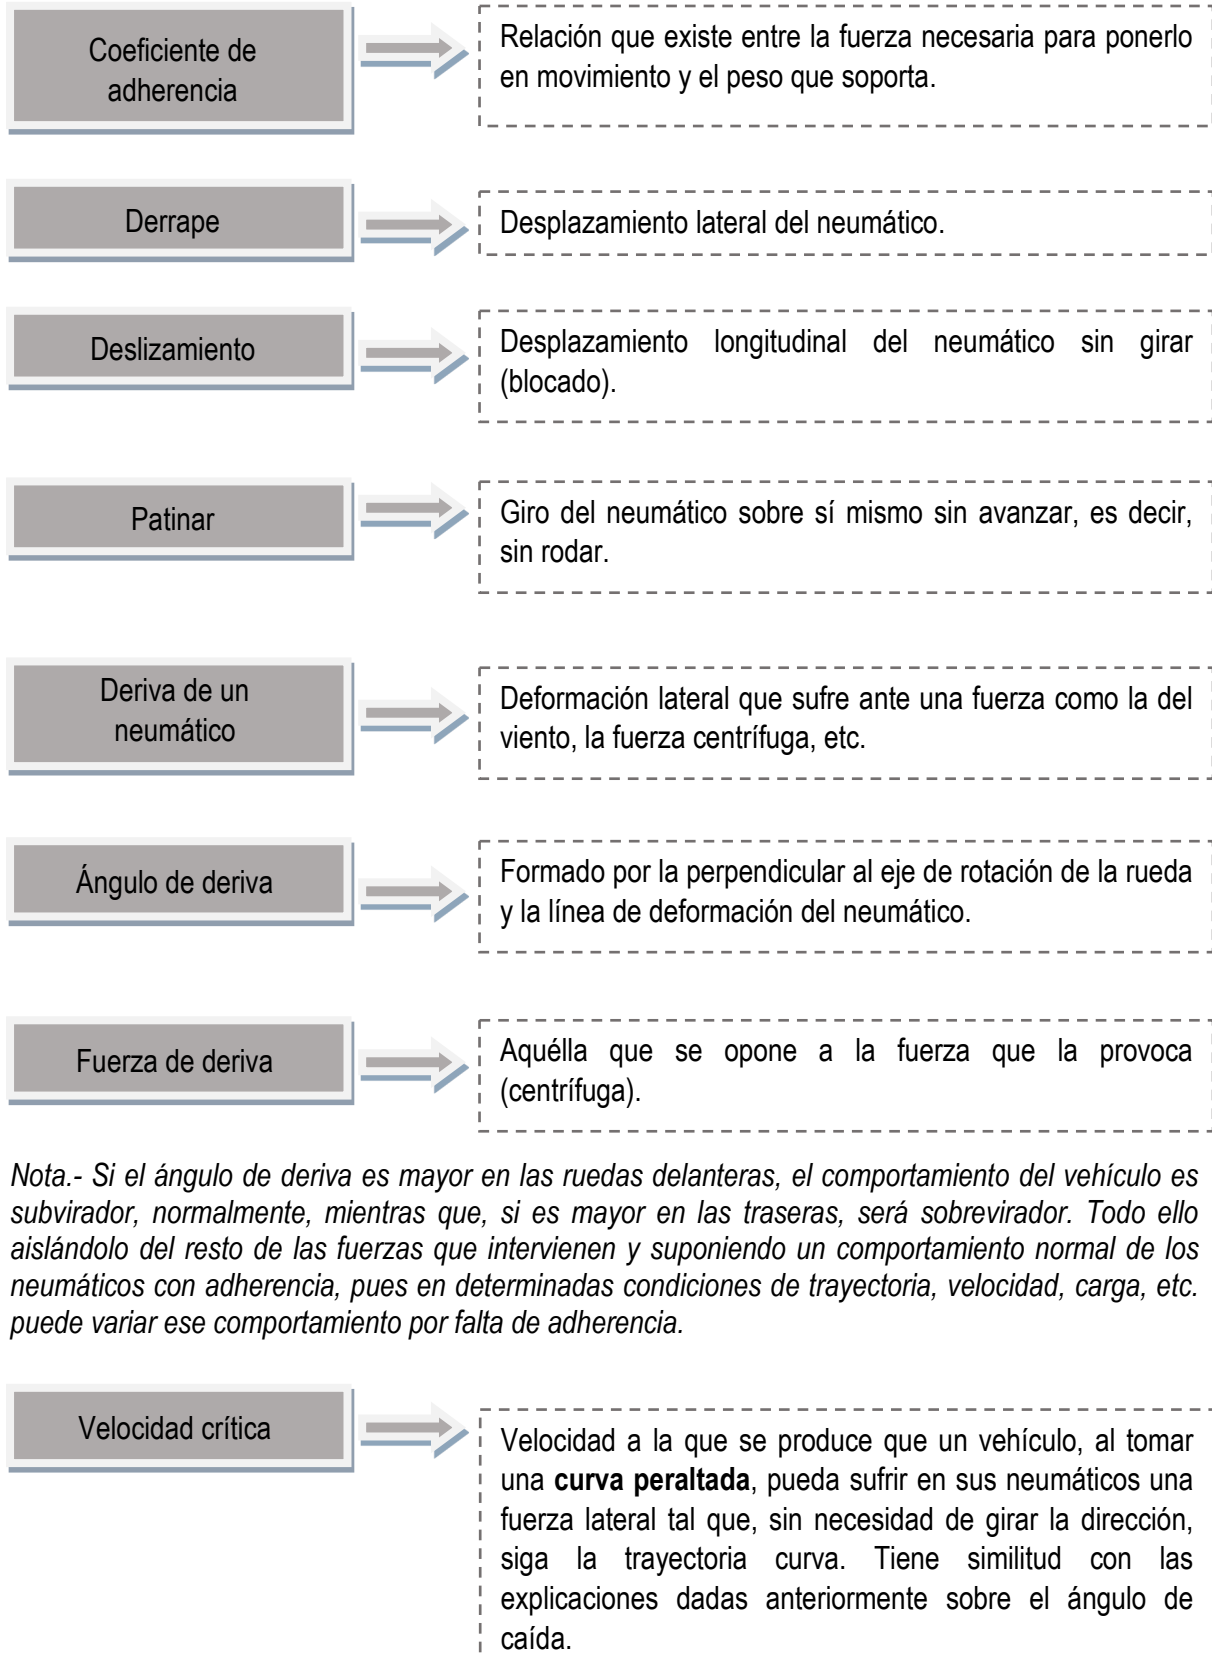 Coeficiente de
adherencia
Relación que existe entre la fuerza necesaria para ponerlo
en movimiento y el peso que soporta.
Derrape
Desplazamiento lateral del neumático.
Deslizamiento
Desplazamiento longitudinal del neumático sin girar
(blocado).
Patinar
Giro del neumático sobre sí mismo sin avanzar, es decir,
sin rodar.
Deriva de un
neumático
Deformación lateral que sufre ante una fuerza como la del
viento, la fuerza centrífuga, etc.
Ángulo de deriva
Formado por la perpendicular al eje de rotación de la rueda
y la línea de deformación del neumático.
Fuerza de deriva
Aquélla que se opone a la fuerza que la provoca
(centrífuga).
Nota.- Si el ángulo de deriva es mayor en las ruedas delanteras, el comportamiento del vehículo es
subvirador, normalmente, mientras que, si es mayor en las traseras, será sobrevirador. Todo ello
aislándolo del resto de las fuerzas que intervienen y suponiendo un comportamiento normal de los
neumáticos con adherencia, pues en determinadas condiciones de trayectoria, velocidad, carga, etc.
puede variar ese comportamiento por falta de adherencia.
Velocidad crítica
Velocidad a la que se produce que un vehículo, al tomar
una curva peraltada, pueda sufrir en sus neumáticos una
fuerza lateral tal que, sin necesidad de girar la dirección,
siga la trayectoria curva. Tiene similitud con las
explicaciones dadas anteriormente sobre el ángulo de
caída.